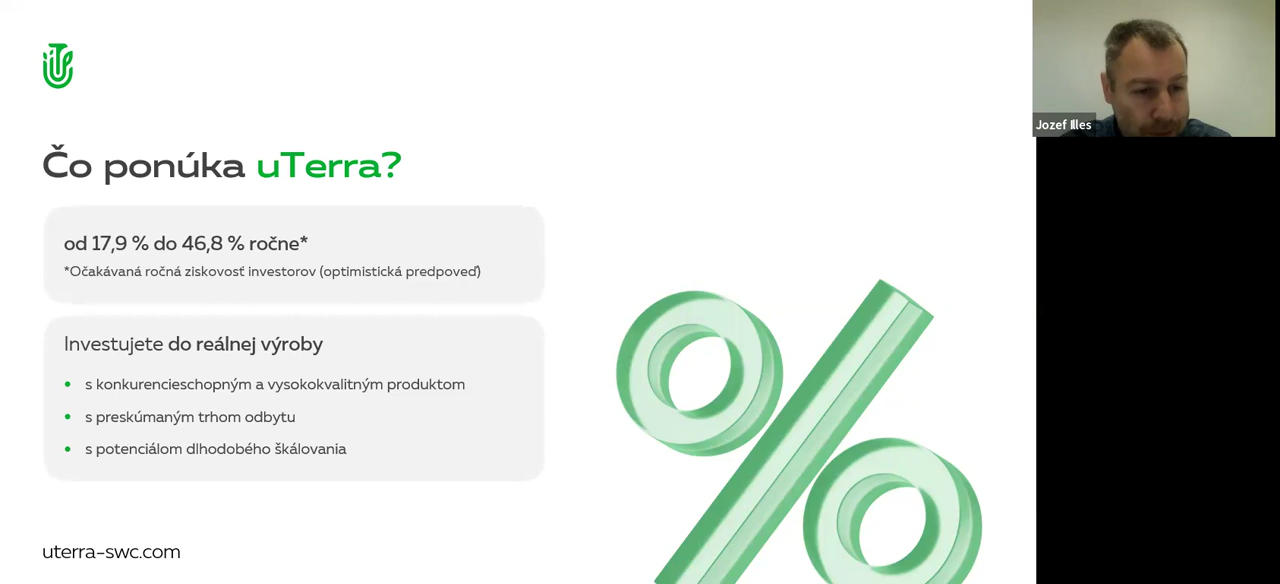 Čo ponúka uTerra?
od 17,9 % do 46,8 % ročne*
*Očakávaná ročná ziskovosť investorov (optimistická predpoveď)
Investujete do reálnej výroby
• s konkurencieschopným a vysokokvalitným produktom
• s preskúmaným trhom odbytu
• s potenciálom dlhodobého škálovania
uterra-swc.com
Jozef Illes